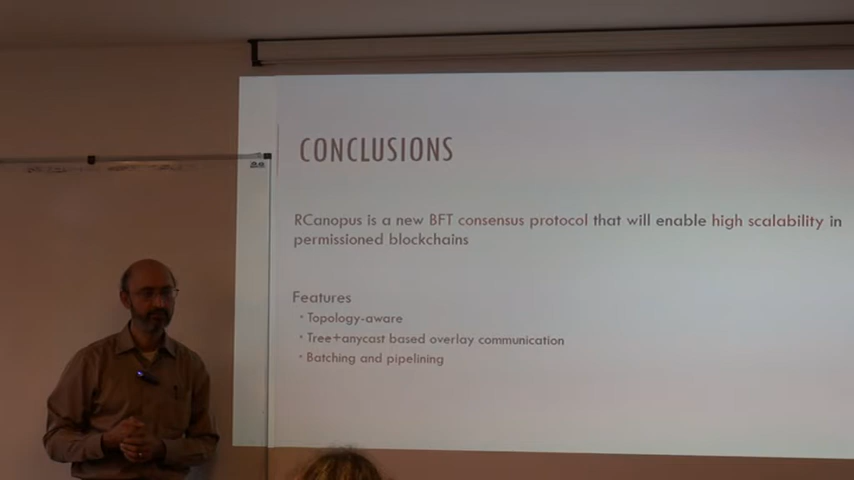 CONCLUSIONS
RCanopus is a new BFT consensus protocol that will enable high scalability in
permissioned blockchains
Features
• Topology-aware
• Tree+anycast based overlay communication
• Batching and pipelining